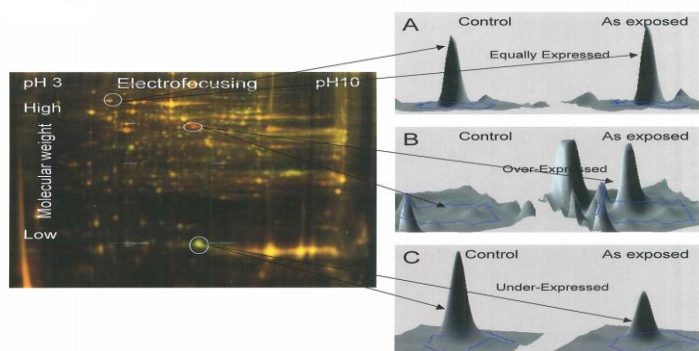 pH 3 Electrofocusing pH10
High
Molecular weight
Low
A
Control As exposed
Equally Expressed
B
Control As exposed
Over-Expressed
C
Control As exposed
Under-Expressed